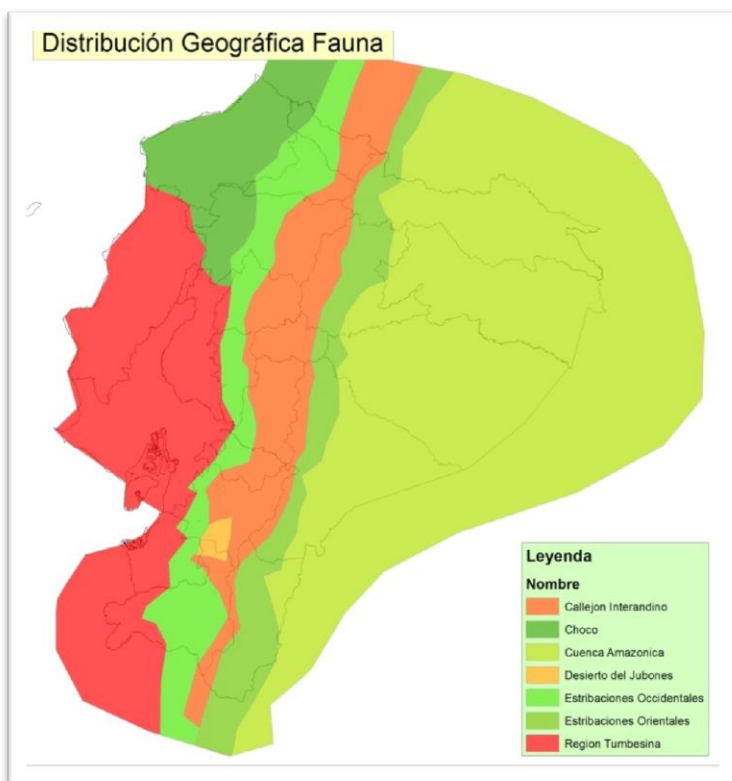 Distribución Geográfica Fauna
Leyenda
Nombre
Callejon Interandino
Choco
Cuenca Amazonica
Desierto del Jubones
Estribaciones Occidentales
Estribaciones Orientales
Region Tumbesina